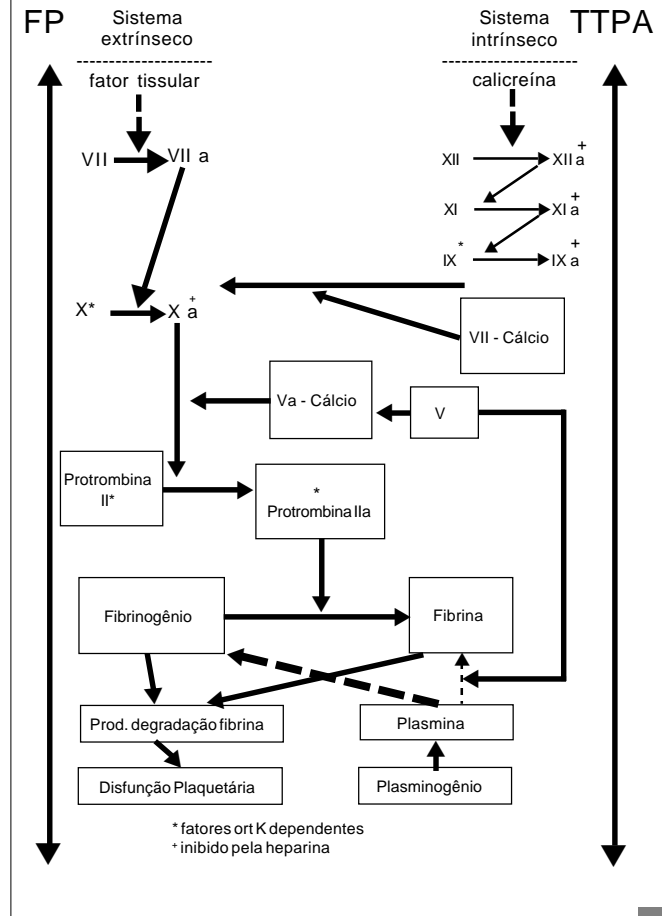 FP
Sistema
extrínseco
fator tissular
Sistema
intrínseco
TTPA
calicreína
VII
VII a
XII
XII a +
XI
XI a +
IX *
IX a +
X*
X a +
VII - Cálcio
Va - Cálcio
V
Protrombina
II*
*
Protrombina IIa
Fibrinogênio
Fibrina
Prod. degradação fibrina
Plasmina
Disfunção Plaquetária
Plasminogênio
* fatores ort K dependentes
+ inibido pela heparina